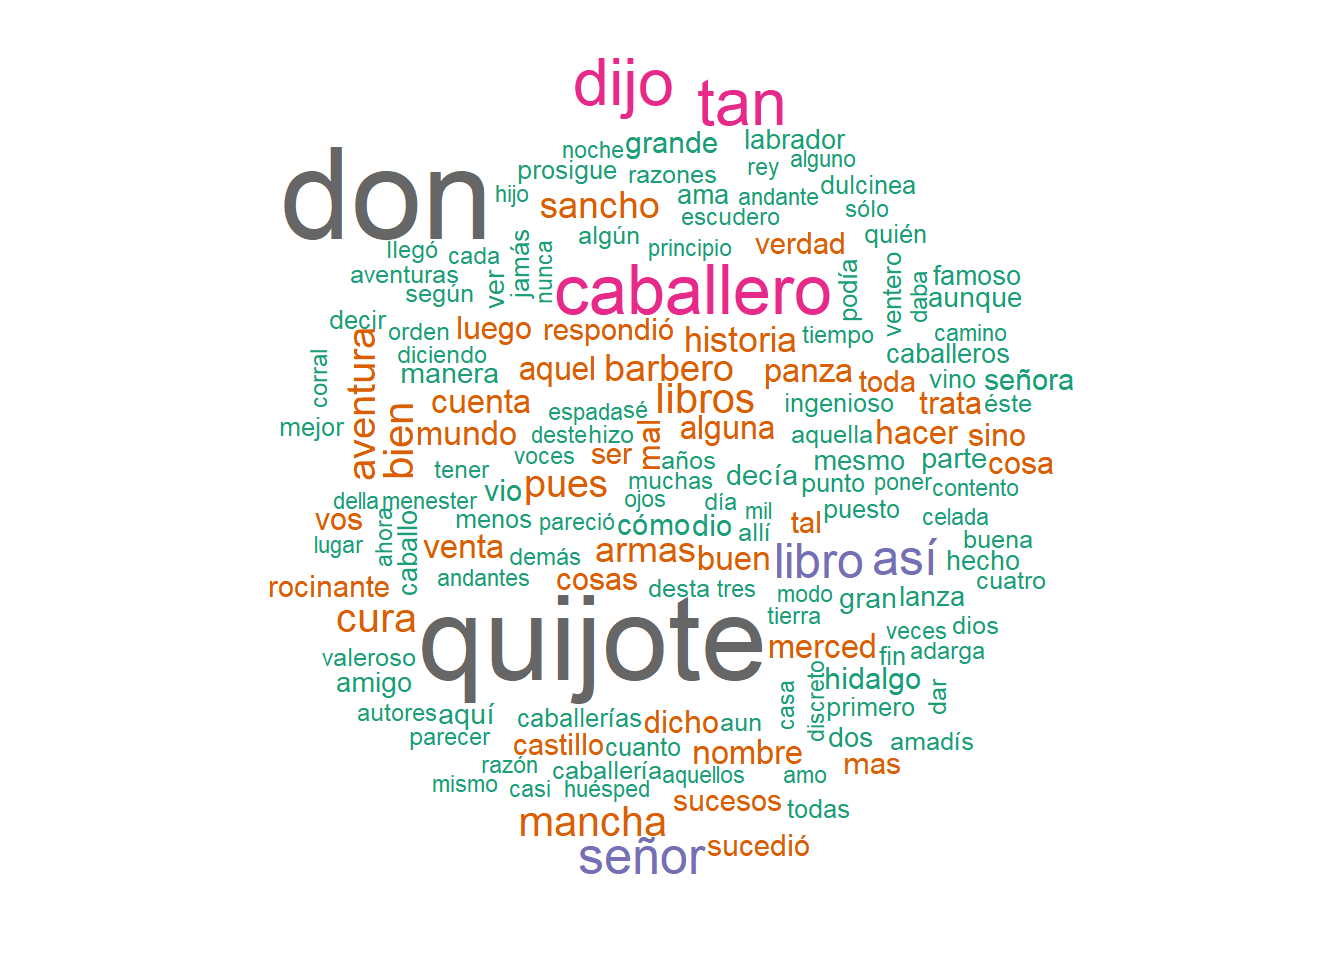 dijo
tan
noche grande labrador
prosigue razones rey alguno
don hijo sancho ama andante dulcinea
escudero sólo
llegó cada algún principio verdad quién
aventuras según ver jamás nunca caballero podía ventero daba famoso aunque
decir orden luego respondió historia tiempo camino
corral aventura diciendo caballeros
manera aquel barbero panza toda vino señora
mejor bien cuenta libros ingenioso trata éste
mundo espada sé
destehizo mal alguna aquella hacer sino
voces ser años
tener muchas decía mesmo parte cosa
della menester vio pues ojos día mil punto poner contento
vos menos pareció cómo dio allí tal puesto celada
lugar ahora caballo venta demás armas buen libro así buena
hecho
rocinante andantes cosas desta tres modo gran lanza cuatro
cura quijote tierra
merced veces dios
valeroso fin adarga
amigo casa discreto hidalgo dar
autores aquí caballerías dicho aun primero
parecer castillo cuanto nombre dos amadís
razón caballería aquellos amo mas
mismo casi huésped
mancha sucesos todas
señor sucedió